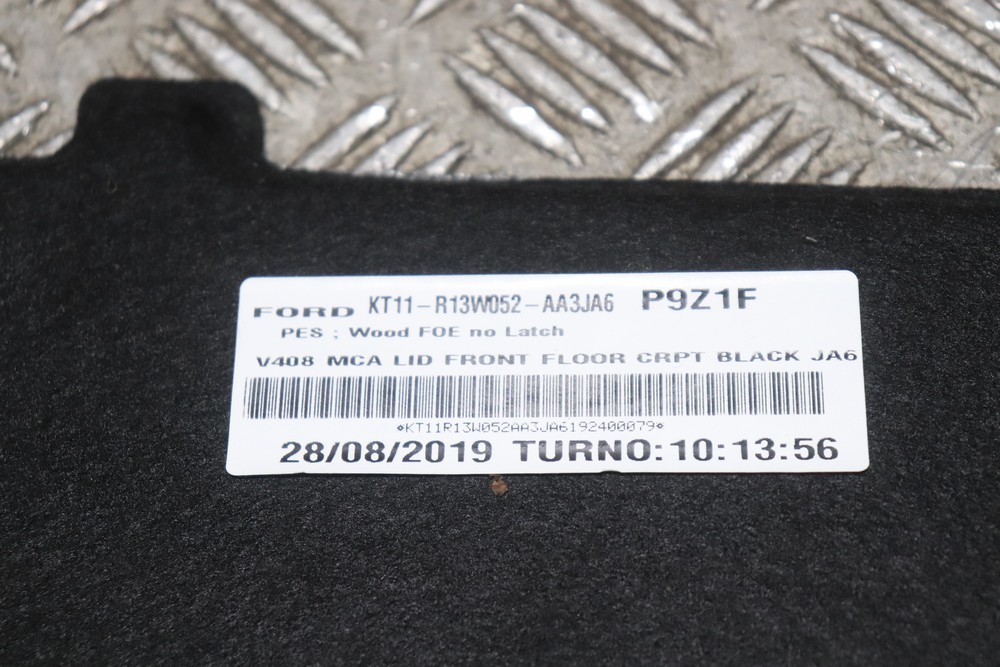 FORD KT11-R13W052-AA3JA6 P9Z1F
PES ; Wood FOE no Latch
V408 MCA LID FRONT FLOOR CRPT BLACK JA6
*KT11R13W052AA3JA6192400079*
28/08/2019 TURNO:10:13:56